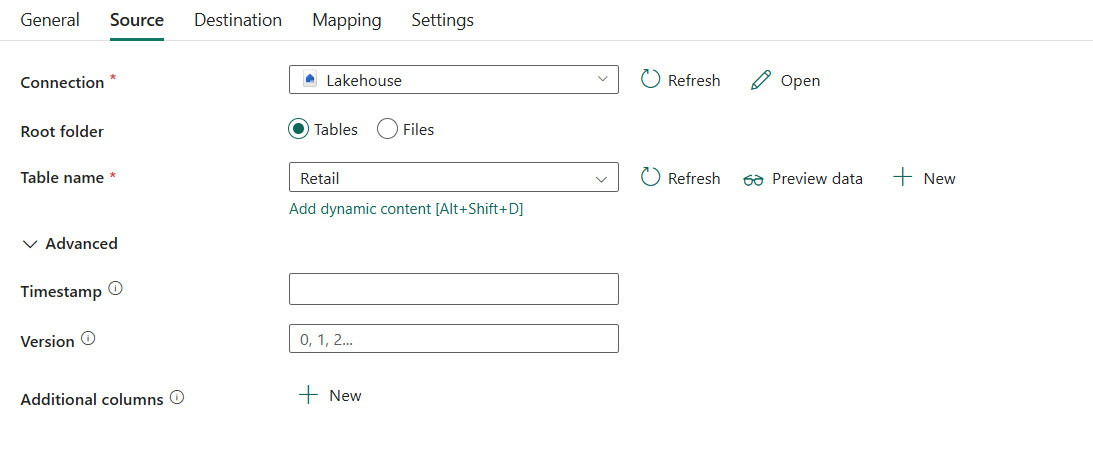 General Source Destination Mapping Settings
Connection * Lakehouse Refresh Open
Root folder Tables Files
Table name * Retail Refresh Preview data New
Add dynamic content [Alt+Shift+D]
Advanced
Timestamp
Version 0, 1, 2...
Additional columns New